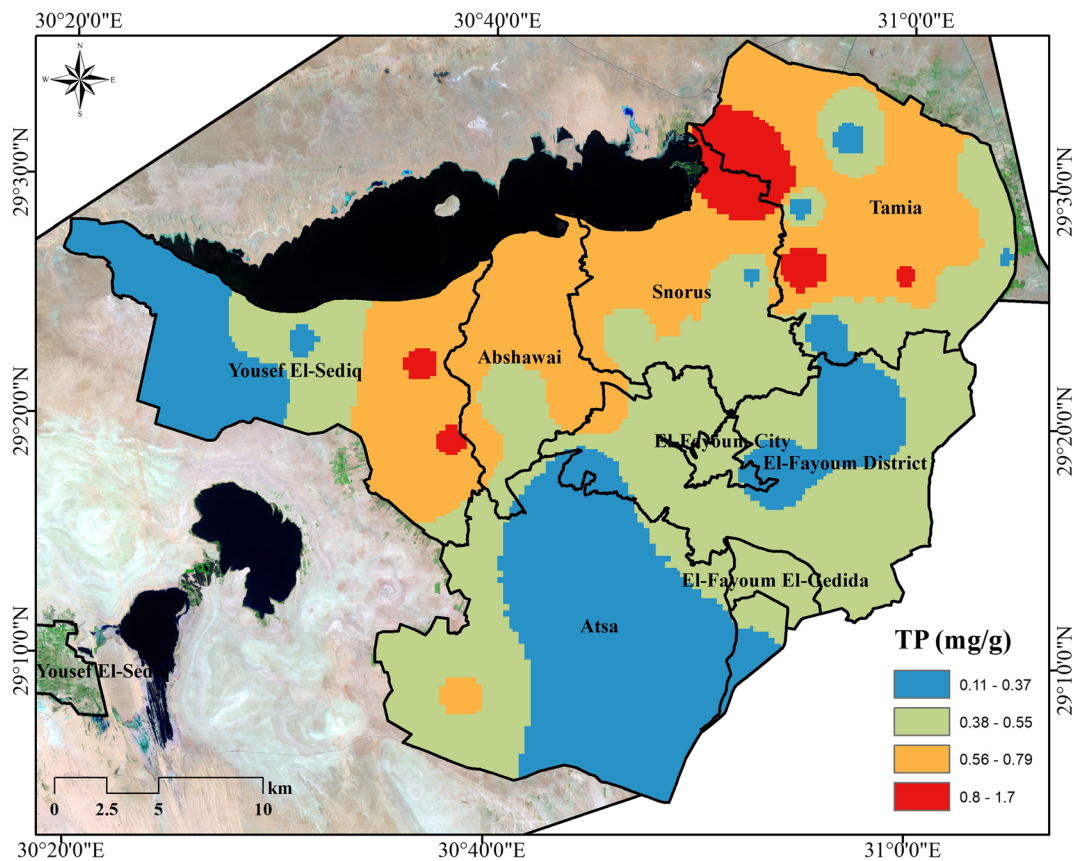 30°20'0"E 30°40'0"E 31°0'0"E
N
W E
S
29°30'0"N
29°30'0"N
Tamia
Snorus
Abshawai
Yousef El-Sediq
29°20'0"N
29°20'0"N
El-Fayoum City
El-Fayoum District
El-Fayoum El-Gedida
Atsa
29°10'0"N
29°10'0"N
Yousef El-Sediq
TP (mg/g)
0.11 - 0.37
0.38 - 0.55
0.56 - 0.79
0.8 - 1.7
km
0 2.5 5 10
30°20'0"E 30°40'0"E 31°0'0"E